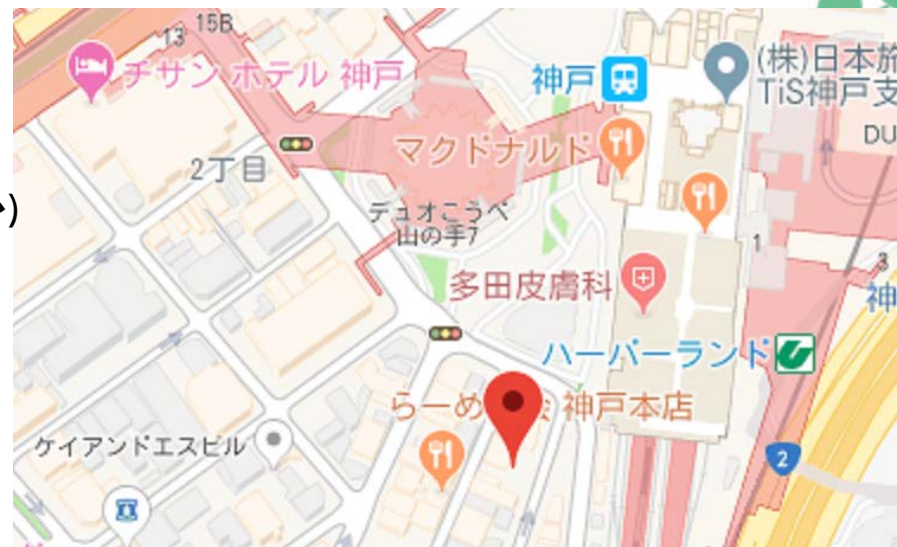 15B
13
チサン ホテル 神戸
神戸
(株)日本旅
TiS神戸支
DU
マクドナルド
2丁目
)
デュオこうべ
山の手7
1
3
多田皮膚科
神
ハーバーランド
らーめ
神戸本店
ケイアンドエスビル
2